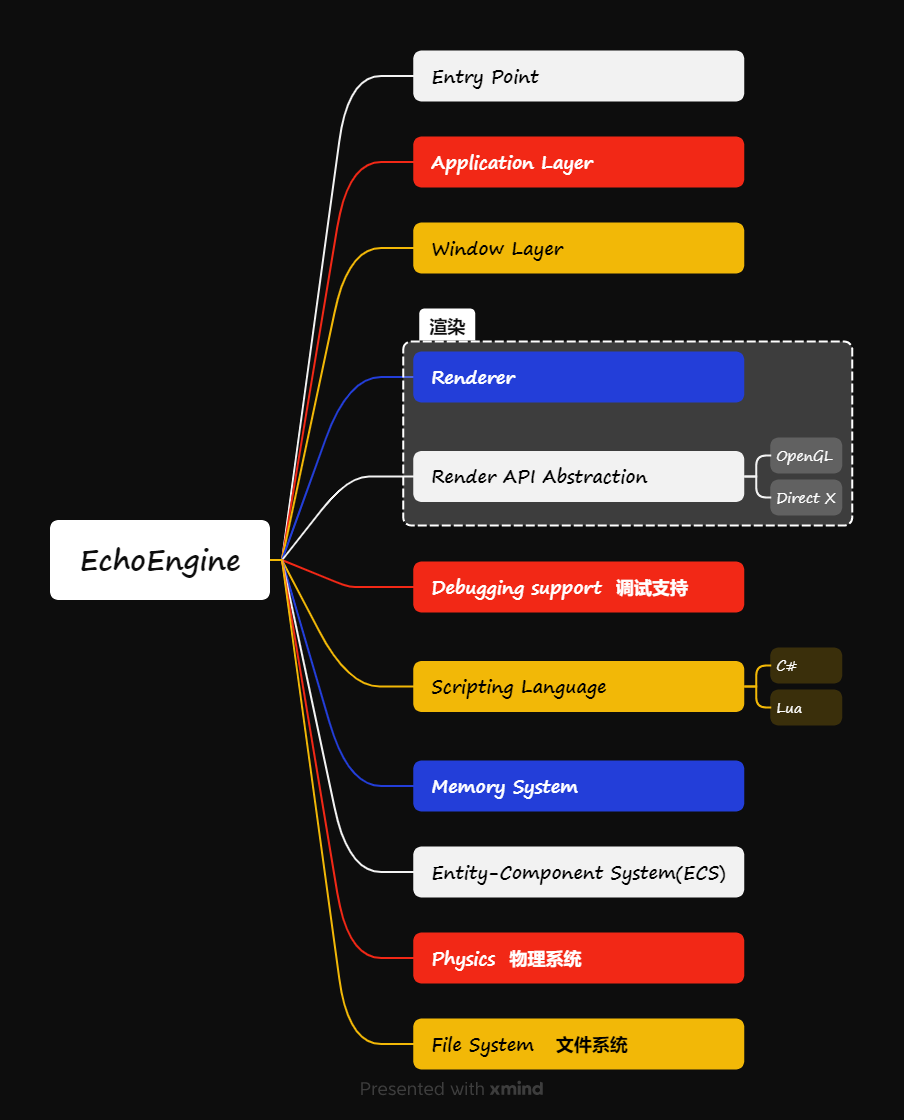 Entry Point
Application Layer
Window Layer
渲染
Renderer
Render API Abstraction
OpenGL
Direct X
EchoEngine
Debugging support 调试支持
Scripting Language
C#
Lua
Memory System
Entity-Component System(ECS)
Physics 物理系统
File System 文件系统
Presented with xmind